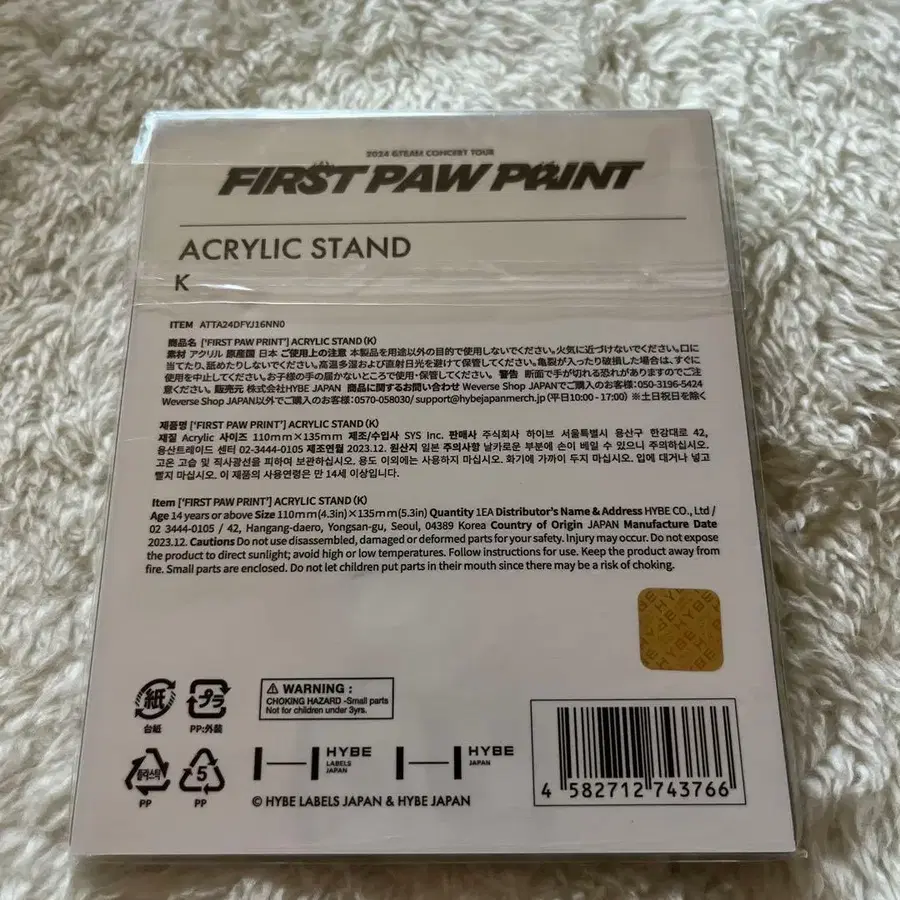 2024 &TEAM CONCERT TOUR
FIRST PAW PRINT
ACRYLIC STAND
K
ITEM ATTA24DFYJ16NN0
商品名 ['FIRST PAW PRINT'] ACRYLIC STAND (K)
素材 アクリル 原産国 日本 ご使用上の注意 本製品を用途以外の目的で使用しないでください。火気に近づけないでください。口に
当てたり、舐めたりしないでください。高温多湿および直射日光を避けて保管してください。亀裂が入ったり破損した場合は、すぐに
使用を中止してください。お子様の手の届かないところで使用・保管してください。 警告 断面で手が切れる恐れがありますのでご注
意ください。販売元 株式会社HYBE JAPAN 商品に関するお問い合わせ Weverse Shop JAPANでご購入のお客様：050-3196-5424
Weverse Shop JAPAN以外でご購入のお客様：0570-058030/ support@hybejapanmerch.jp (平日10:00 - 17:00) ※土日祝日を除く
제품명 ['FIRST PAW PRINT'] ACRYLIC STAND (K)
재질 Acrylic 사이즈 110mm×135mm 제조/수입사 SYS Inc. 판매사 주식회사 하이브 서울특별시 용산구 한강대로 42,
용산트레이드 센터 02-3444-0105 제조연월 2023.12. 원산지 일본 주의사항 날카로운 부분에 손이 베일 수 있으니 주의하십시오.
고온 고습 및 직사광선을 피하여 보관하십시오. 용도 이외에는 사용하지 마십시오. 화기에 가까이 두지 마십시오. 입에 대거나 넣고
빨지 마십시오. 이 제품의 사용연령은 만 14세 이상입니다.
Item ['FIRST PAW PRINT'] ACRYLIC STAND (K)
Age 14 years or above Size 110mm(4.3in)×135mm(5.3in) Quantity 1EA Distributor's Name & Address HYBE CO., Ltd /
02 3444-0105 / 42, Hangang-daero, Yongsan-gu, Seoul, 04389 Korea Country of Origin JAPAN Manufacture Date
2023.12. Cautions Do not use disassembled, damaged or deformed parts for your safety. Injury may occur. Do not expose
the product to direct sunlight; avoid high or low temperatures. Follow instructions for use. Keep the product away from
fire. Small parts are enclosed. Do not let children put parts in their mouth since there may be a risk of choking.
HYBE
紙
台紙
プラ
PP:外装
⚠ WARNING :
CHOKING HAZARD -Small parts
Not for children under 3yrs.
플라스틱
PP
5
PP
HYBE
LABELS
JAPAN
HYBE
JAPAN
© HYBE LABELS JAPAN & HYBE JAPAN
4 582712 743766